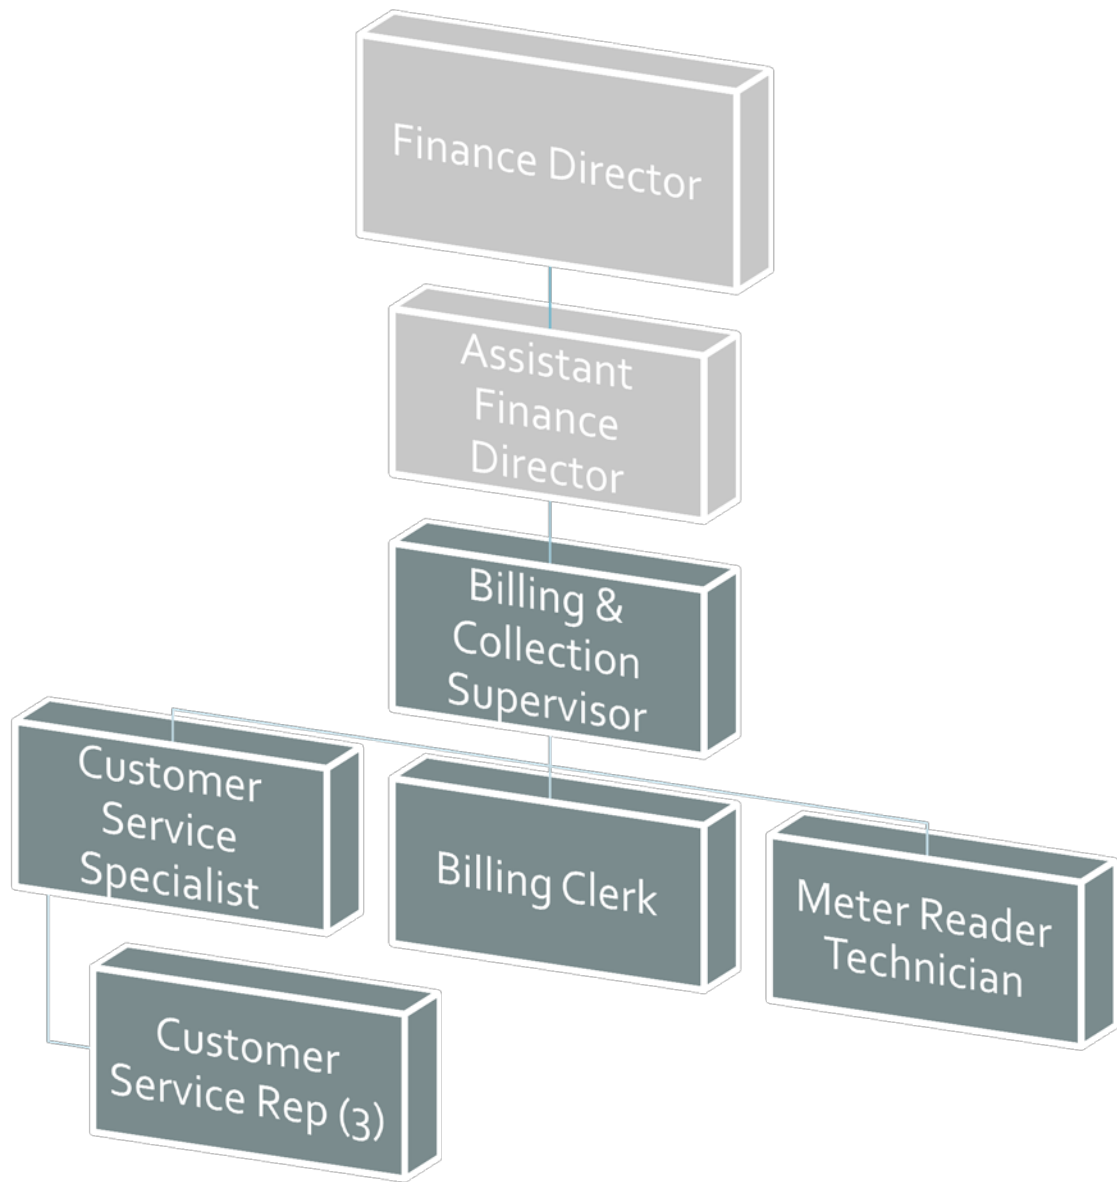 Finance Director
Assistant
Finance
Director
Billing &
Collection
Supervisor
Customer
Service
Specialist
Billing Clerk
Meter Reader
Technician
Customer
Service Rep (3)